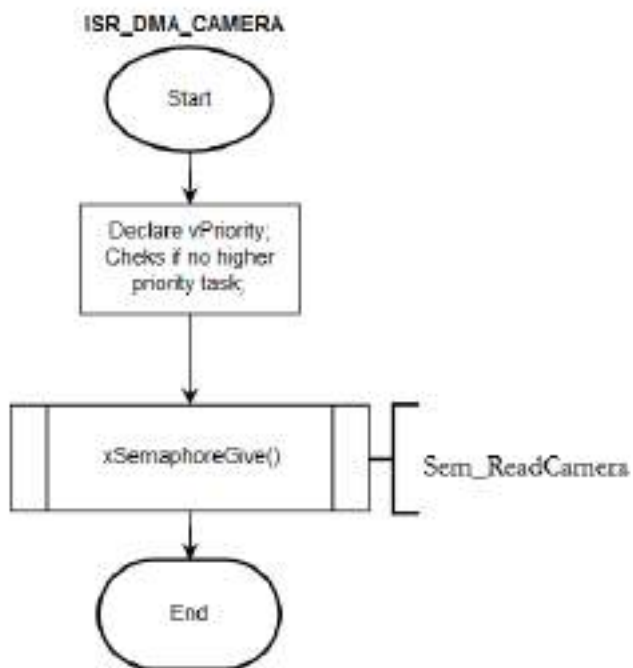 ISR_DMA_CAMERA
Start
Declare vPriority;
Cheks if no higher
priority task;
xSemaphoreGive()
Sem_ReadCamera
End